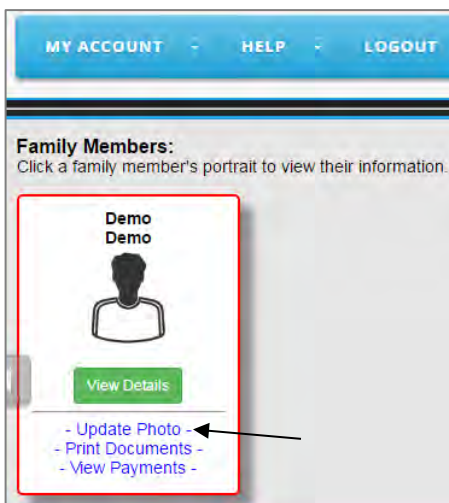 MY ACCOUNT - HELP - LOGOUT
Family Members:
Click a family member's portrait to view their information.
Demo
Demo
View Details
- Update Photo -
- Print Documents -
- View Payments -